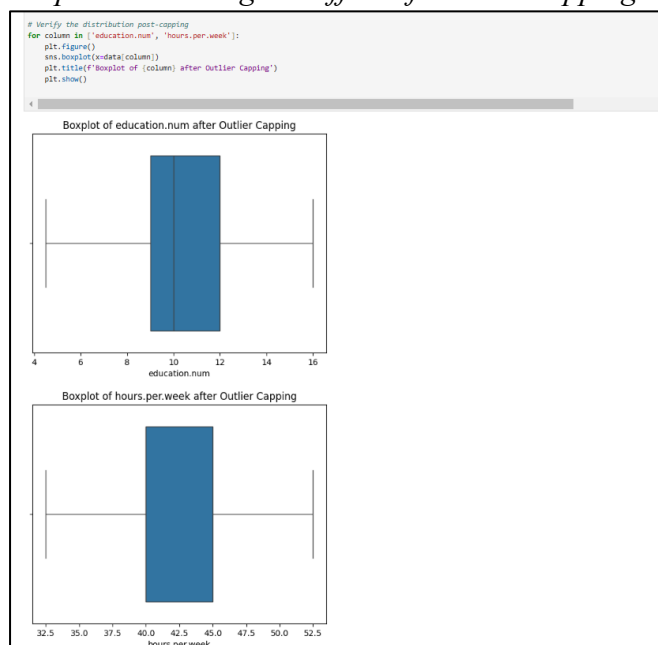 # Verify the distribution post-capping
for column in ['education.num', 'hours.per.week']:
    plt.figure()
    sns.boxplot(x=data[column])
    plt.title(f'Boxplot of {column} after Outlier Capping')
    plt.show()
Boxplot of education.num after Outlier Capping
4 6 8 10 12 14 16
education.num
Boxplot of hours.per.week after Outlier Capping
32.5 35.0 37.5 40.0 42.5 45.0 47.5 50.0 52.5
hours.per.week